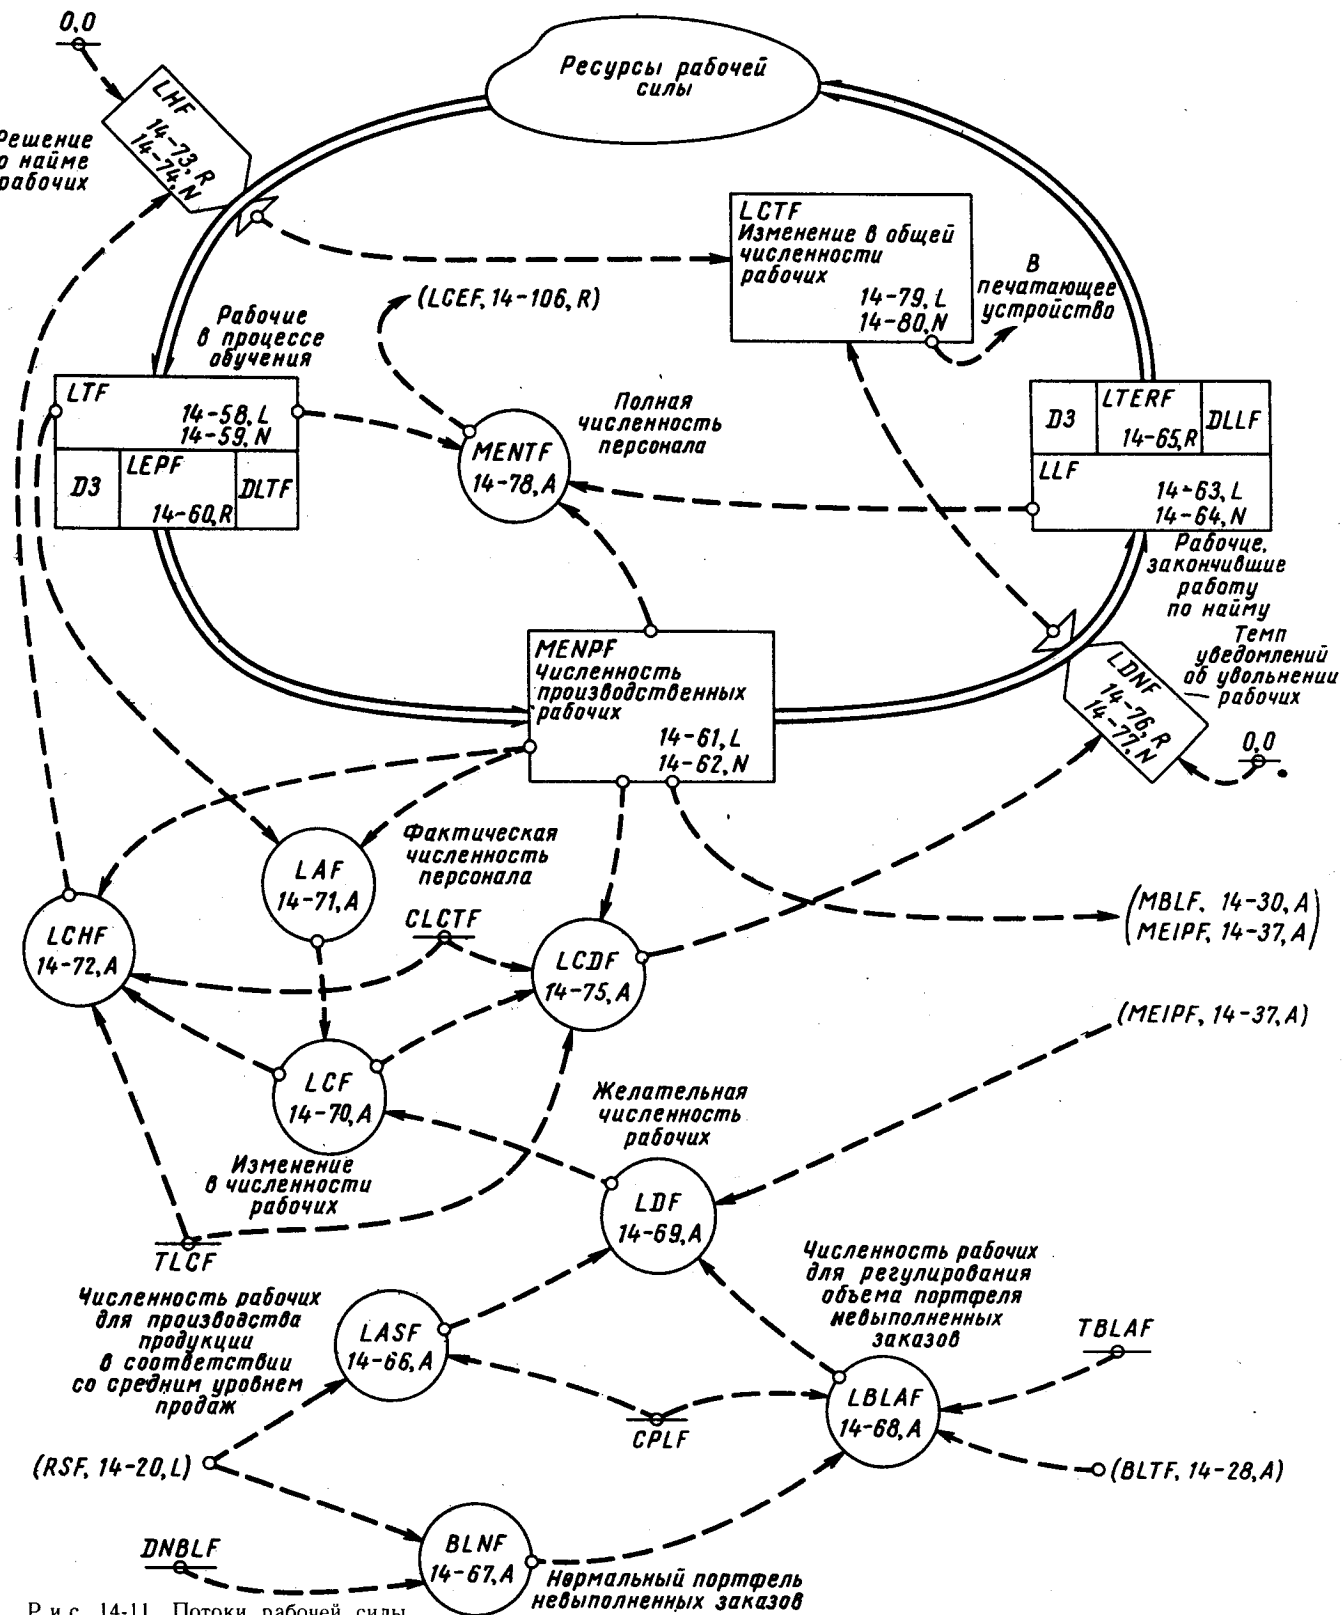 0,0
Ресурсы рабочей
силы
LHF
14-73,R
14-74,N
Решение
о найме
рабочих
LCTF
Изменение в общей
численности
рабочих
14-79,L
14-80,N
В
печатающее
устройство
(LCEF, 14-106, R)
Рабочие
в процессе
обучения
LTF
14-58,L
14-59,N
D3
LEPF
14-60,R
DLTF
MENTF
14-78,A
Полная
численность
персонала
D3
LTERF
14-65,R
DLLF
LLF
14-63,L
14-64,N
Рабочие,
закончившие
работу
по найму
Темп
уведомлений
об увольнении
рабочих
LDNF
14-76,R
14-77,N
0,0
MENPF
Численность
производственных
рабочих
14-61,L
14-62,N
Фактическая
численность
персонала
LAF
14-71,A
CLCTF
LCHF
14-72,A
LCDF
14-75,A
(MBLF, 14-30,A)
(MEIPF, 14-37,A)
(MEIPF, 14-37,A)
LCF
14-70,A
Желательная
численность
рабочих
Изменение
в численности
рабочих
LDF
14-69,A
TLCF
Численность рабочих
для производства
продукции
в соответствии
со средним уровнем
продаж
LASF
14-66,A
Численность рабочих
для регулирования
объема портфеля
невыполненных
заказов
TBLAF
LBLAF
14-68,A
CPLF
(RSF, 14-20,L)
(BLTF, 14-28,A)
DNBLF
BLNF
14-67,A
Нормальный портфель
невыполненных заказов
Рис. 14-11. Потоки рабочей силы